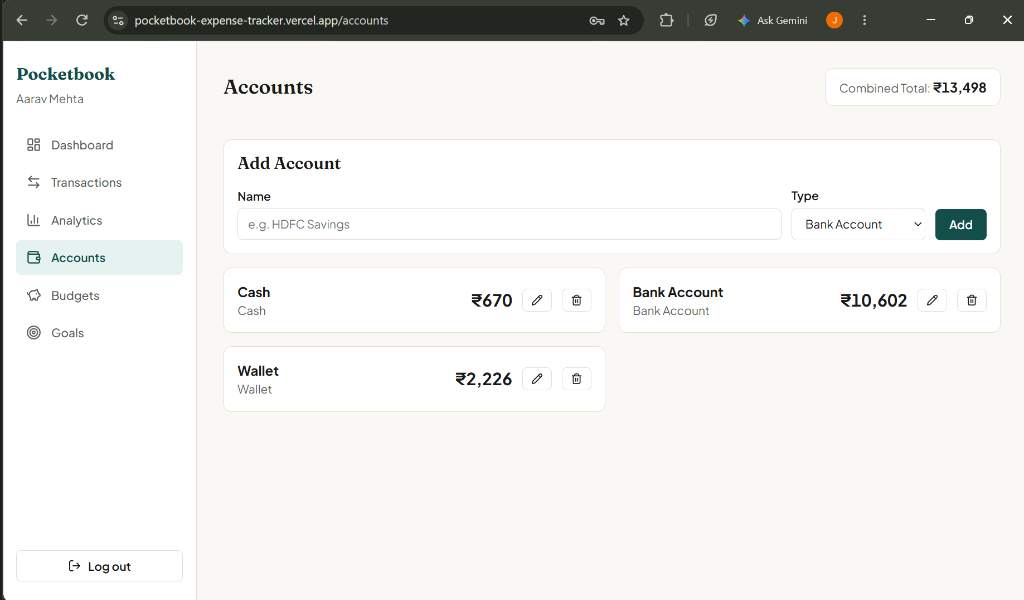 pocketbook-expense-tracker.vercel.app/accounts
Ask Gemini
J
Pocketbook
Aarav Mehta
Dashboard
Transactions
Analytics
Accounts
Budgets
Goals
Log out
Accounts
Combined Total: ₹13,498
Add Account
Name
Type
e.g. HDFC Savings
Bank Account
Add
Cash
Cash
₹670
Bank Account
Bank Account
₹10,602
Wallet
Wallet
₹2,226